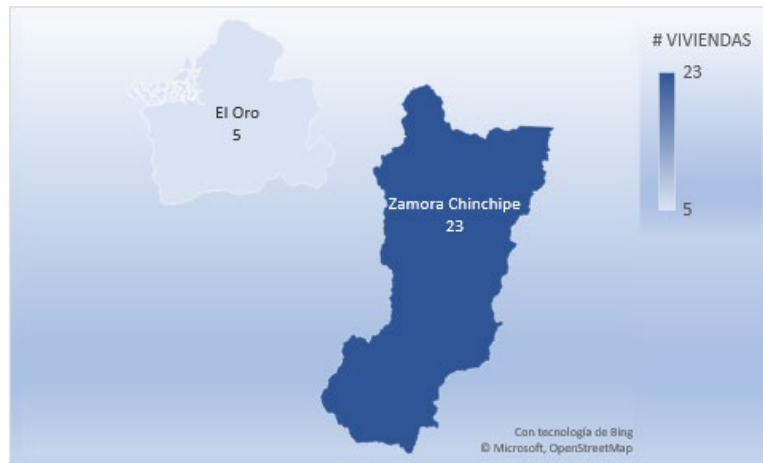 # VIVIENDAS
23
5
El Oro
5
Zamora Chinchipe
23
Con tecnología de Bing
© Microsoft, OpenStreetMap